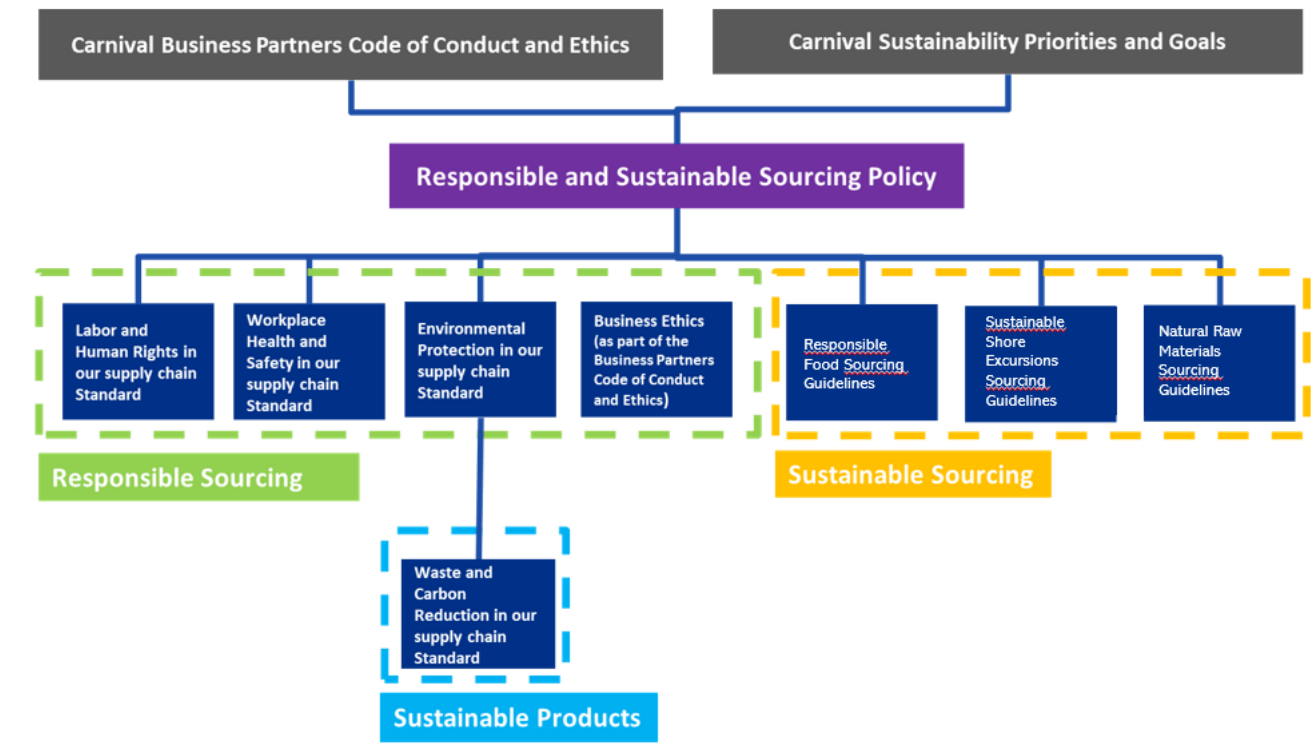 Carnival Business Partners Code of Conduct and Ethics
Carnival Sustainability Priorities and Goals
Responsible and Sustainable Sourcing Policy
Labor and
Human Rights in
our supply chain
Standard
Workplace
Health and
Safety in our
supply chain
Standard
Environmental
Protection in our
supply chain
Standard
Business Ethics
(as part of the
Business Partners
Code of Conduct
and Ethics)
Responsible
Food Sourcing
Guidelines
Sustainable
Shore
Excursions
Sourcing
Guidelines
Natural Raw
Materials
Sourcing
Guidelines
Responsible Sourcing
Sustainable Sourcing
Waste and
Carbon
Reduction in our
supply chain
Standard
Sustainable Products